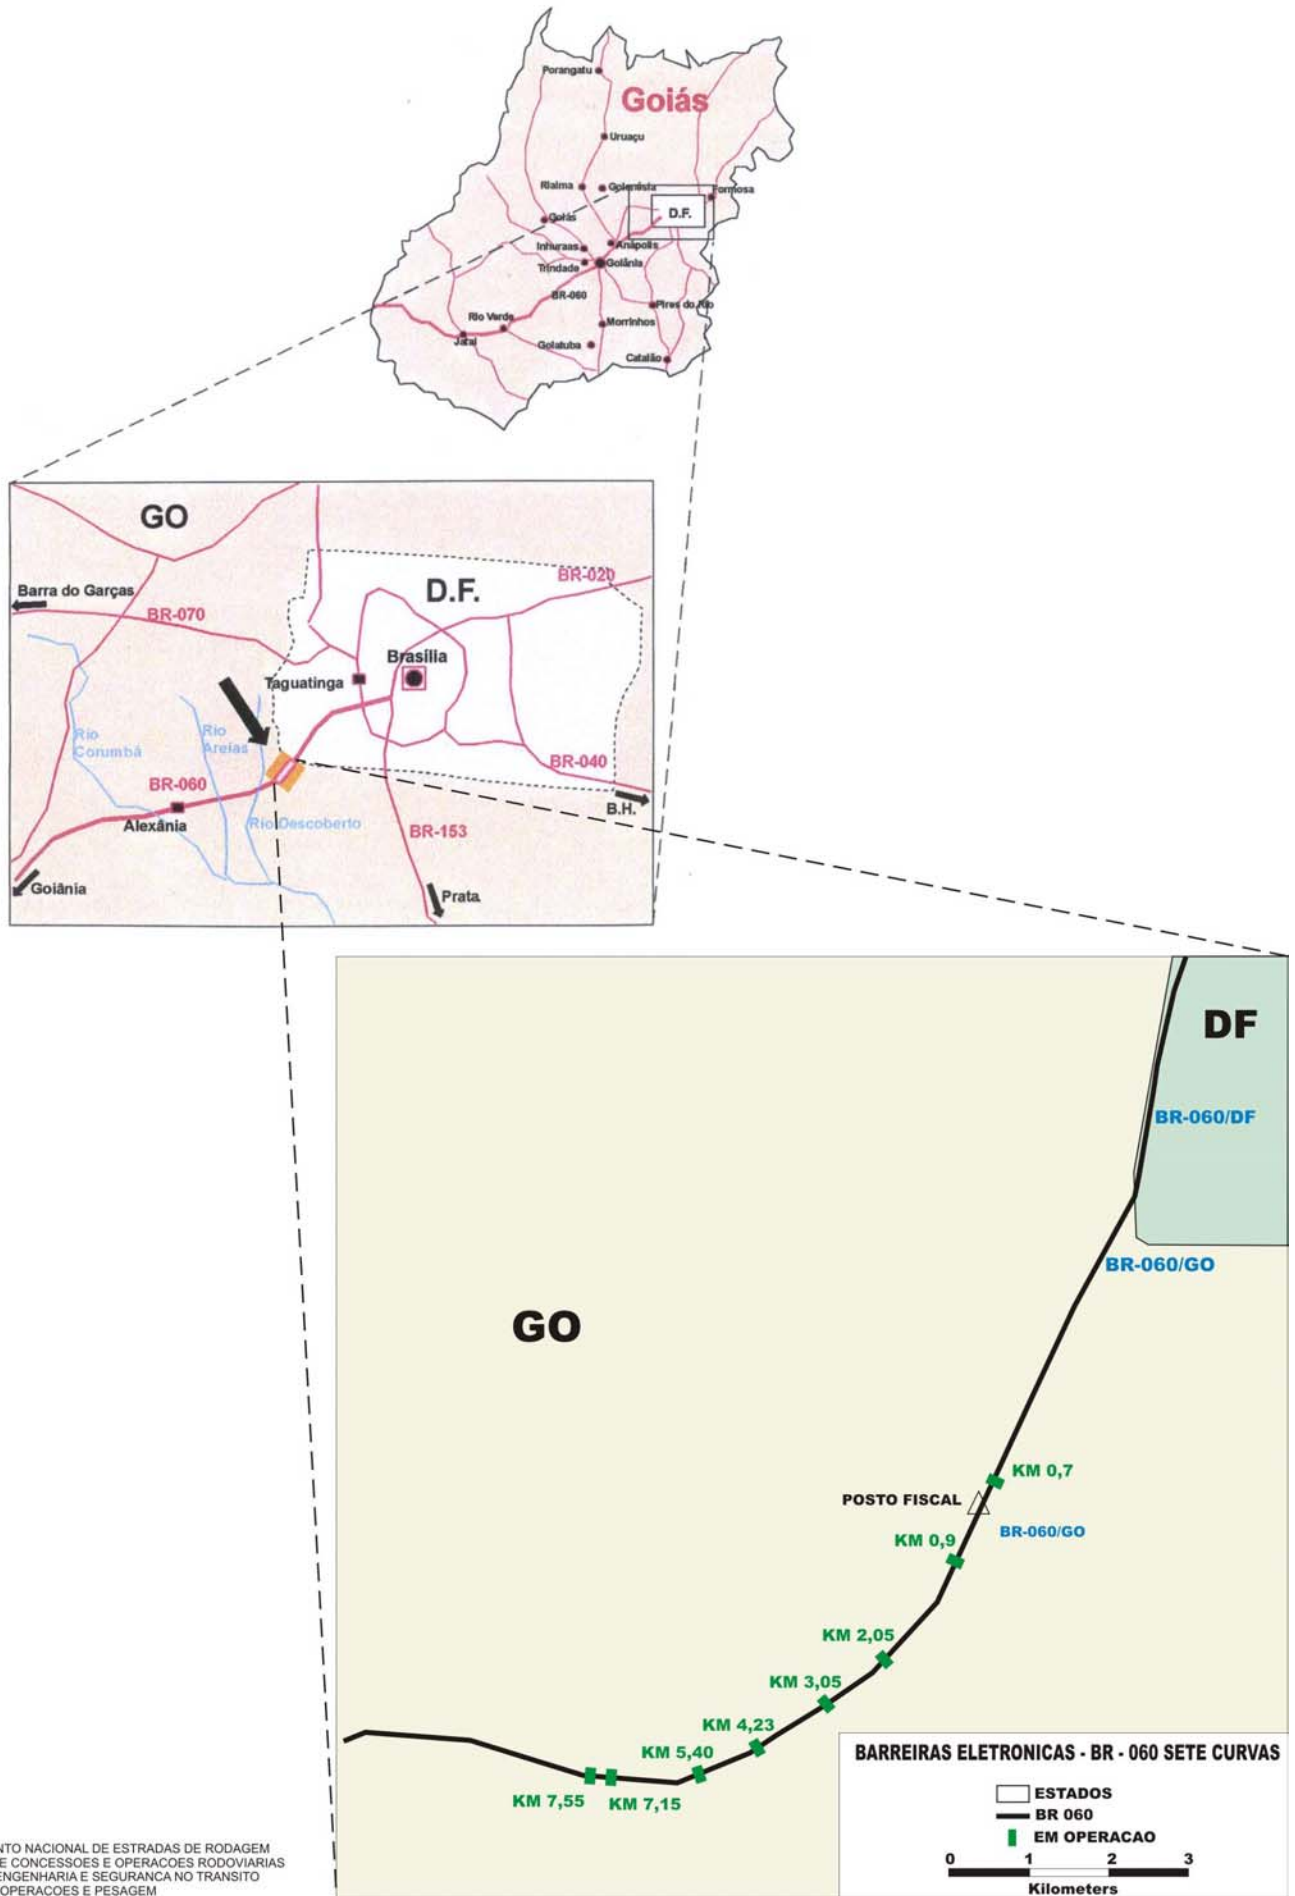 Porangatu
Goiás
Uruaçu
Rialma
Goianésia
Formosa
Goiás
D.F.
Inhuraas
Anápolis
Trindade
Goiânia
BR-060
Pires do Rio
Rio Verde
Morrinhos
Jataí
Goiatuba
Catalão
GO
D.F.
BR-020
Barra do Garças
BR-070
Brasília
Taguatinga
Rio
Corumbá
Rio
Areias
BR-060
BR-040
B.H.
Alexânia
Rio Descoberto
BR-153
Goiânia
Prata
DF
BR-060/DF
BR-060/GO
GO
KM 0,7
POSTO FISCAL
BR-060/GO
KM 0,9
KM 2,05
KM 3,05
KM 4,23
KM 5,40
KM 7,55
KM 7,15
BARREIRAS ELETRONICAS - BR - 060 SETE CURVAS
ESTADOS
BR 060
EM OPERACAO
0 1 2 3
Kilometers
NTO NACIONAL DE ESTRADAS DE RODAGEM
E CONCESSOES E OPERACOES RODOVIARIAS
ENGENHARIA E SEGURANCA NO TRANSITO
OPERACOES E PESAGEM